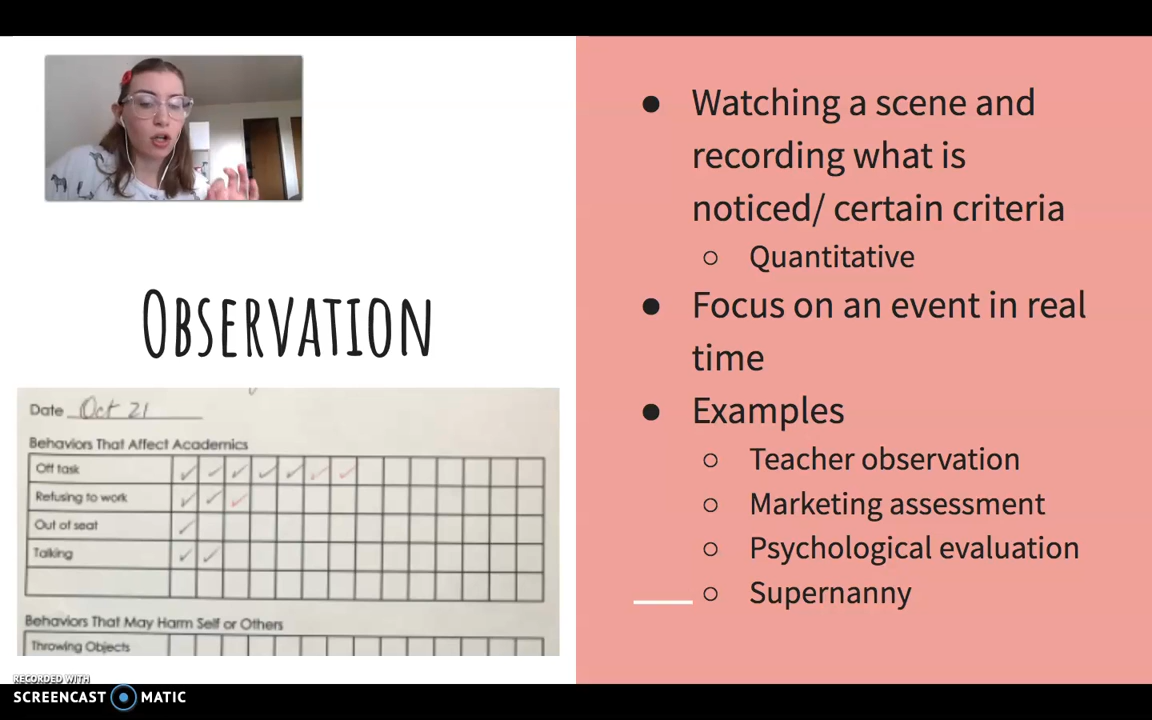 OBSERVATION
Date Oct 21
Behaviors That Affect Academics
Off task
Refusing to work
Out of seat
Talking
Behaviors That May Harm Self or Others
Throwing Objects
● Watching a scene and
recording what is
noticed/ certain criteria
○ Quantitative
● Focus on an event in real
time
● Examples
○ Teacher observation
○ Marketing assessment
○ Psychological evaluation
○ Supernanny
RECORDED WITH
SCREENCAST MATIC